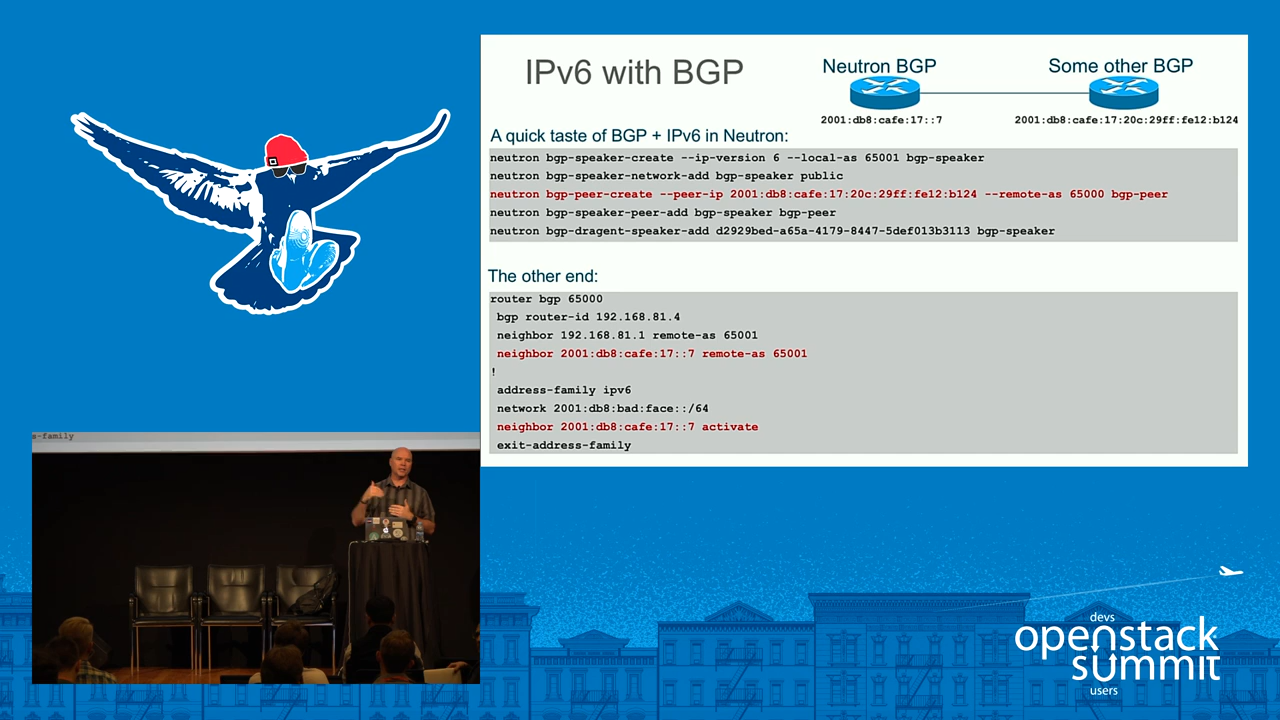 IPv6 with BGP
Neutron BGP
Some other BGP
2001:db8:cafe:17::7
2001:db8:cafe:17:20c:29ff:fe12:b124
A quick taste of BGP + IPv6 in Neutron:
neutron bgp-speaker-create --ip-version 6 --local-as 65001 bgp-speaker
neutron bgp-speaker-network-add bgp-speaker public
neutron bgp-peer-create --peer-ip 2001:db8:cafe:17:20c:29ff:fe12:b124 --remote-as 65000 bgp-peer
neutron bgp-speaker-peer-add bgp-speaker bgp-peer
neutron bgp-dragent-speaker-add d2929bed-a65a-4179-8447-5def013b3113 bgp-speaker
The other end:
router bgp 65000
bgp router-id 192.168.81.4
neighbor 192.168.81.1 remote-as 65001
neighbor 2001:db8:cafe:17::7 remote-as 65001
!
address-family ipv6
network 2001:db8:bad:face::/64
neighbor 2001:db8:cafe:17::7 activate
exit-address-family
s-family
devs
openstack
summit
users